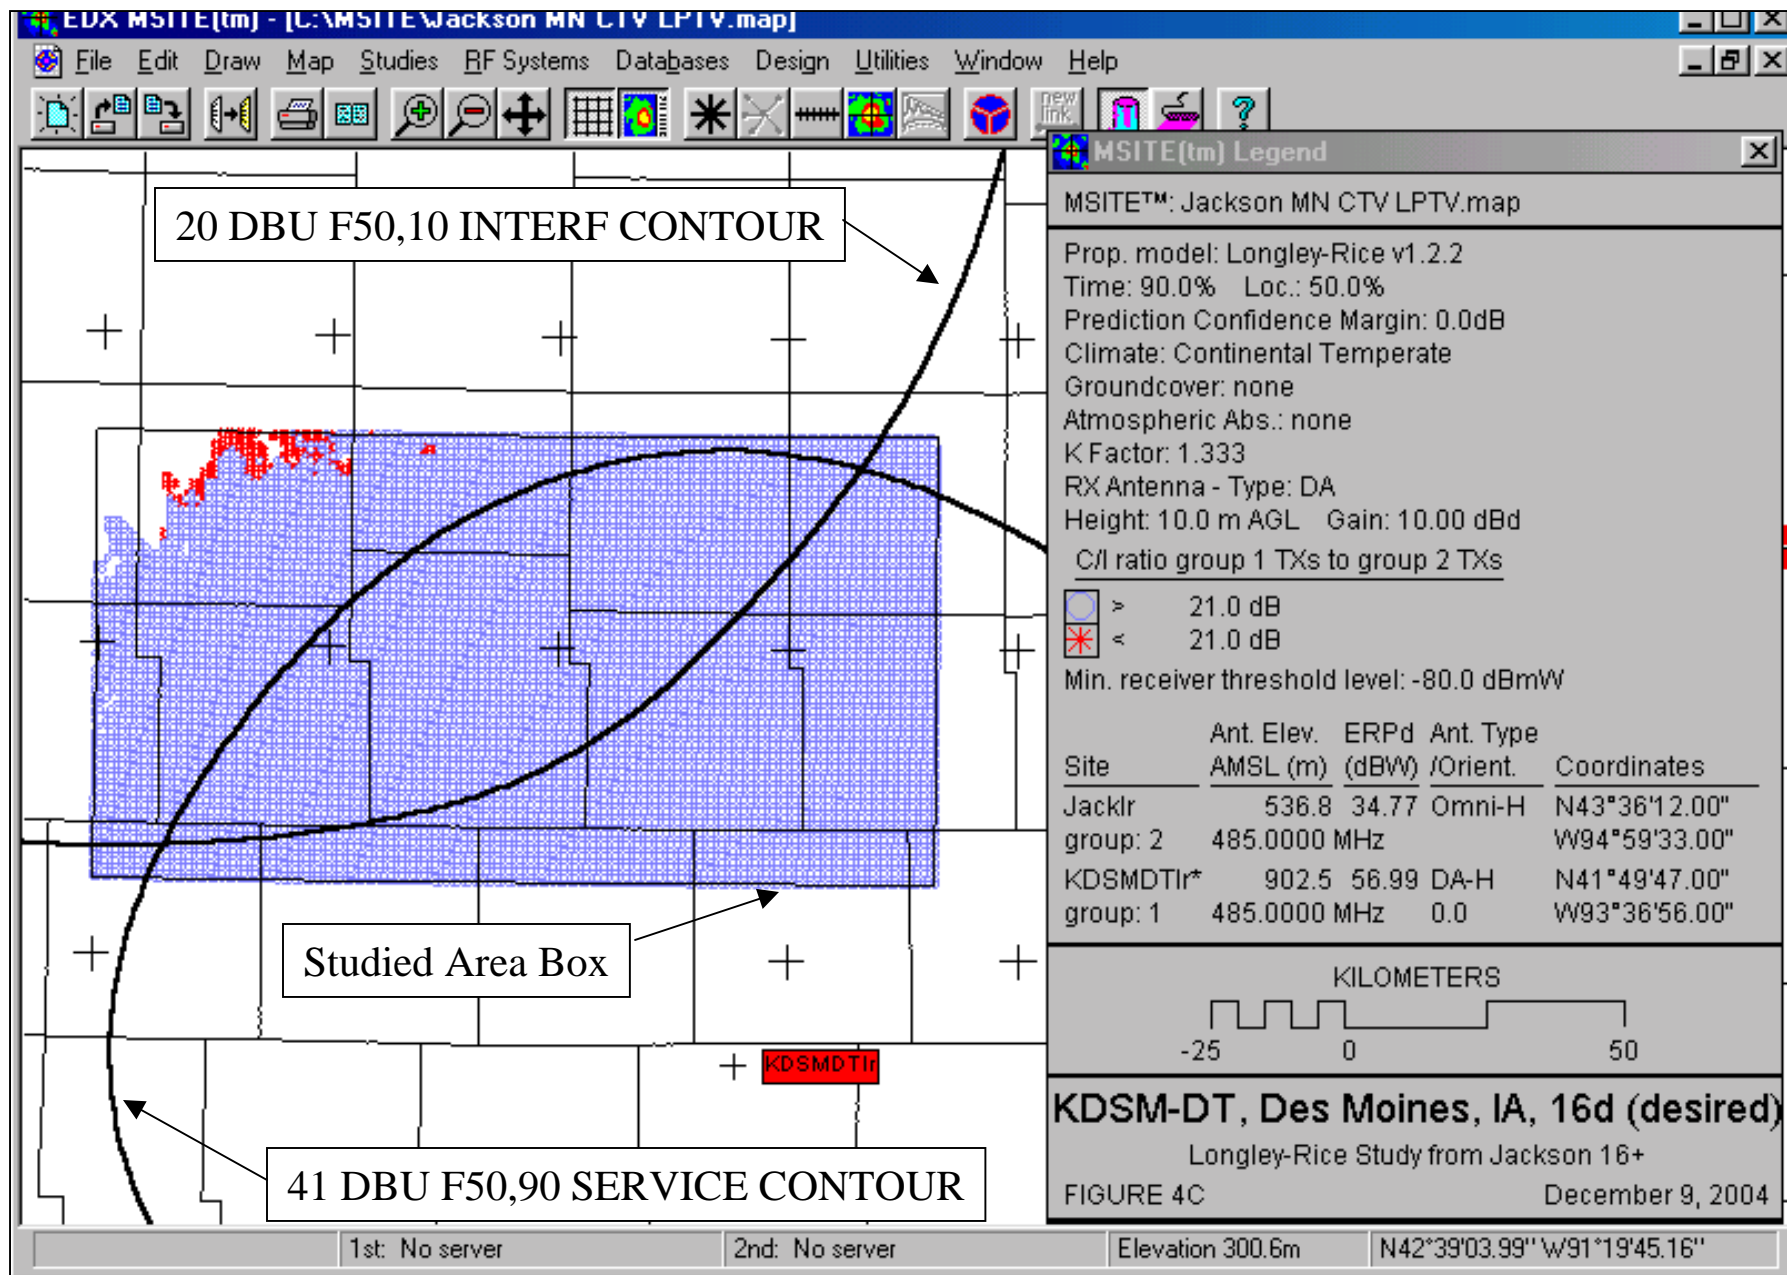 EDX MSITE(tm) - [C:\MSITE\Jackson MN CTV LPTV.map]
File Edit Draw Map Studies RF Systems Databases Design Utilities Window Help
new link
20 DBU F50,10 INTERF CONTOUR
Studied Area Box
KDSMDTlr
41 DBU F50,90 SERVICE CONTOUR
MSITE(tm) Legend
MSITE™: Jackson MN CTV LPTV.map
Prop. model: Longley-Rice v1.2.2
Time: 90.0% Loc.: 50.0%
Prediction Confidence Margin: 0.0dB
Climate: Continental Temperate
Groundcover: none
Atmospheric Abs.: none
K Factor: 1.333
RX Antenna - Type: DA
Height: 10.0 m AGL Gain: 10.00 dBd
C/I ratio group 1 TXs to group 2 TXs
> 21.0 dB
< 21.0 dB
Min. receiver threshold level: -80.0 dBmW
Ant. Elev. ERPd Ant. Type
Site AMSL (m) (dBW) /Orient. Coordinates
Jacklr 536.8 34.77 Omni-H N43°36'12.00"
group: 2 485.0000 MHz W94°59'33.00"
KDSMDTlr* 902.5 56.99 DA-H N41°49'47.00"
group: 1 485.0000 MHz 0.0 W93°36'56.00"
KILOMETERS
-25 0 50
KDSM-DT, Des Moines, IA, 16d (desired)
Longley-Rice Study from Jackson 16+
FIGURE 4C December 9, 2004
1st: No server 2nd: No server Elevation 300.6m N42°39'03.99" W91°19'45.16"